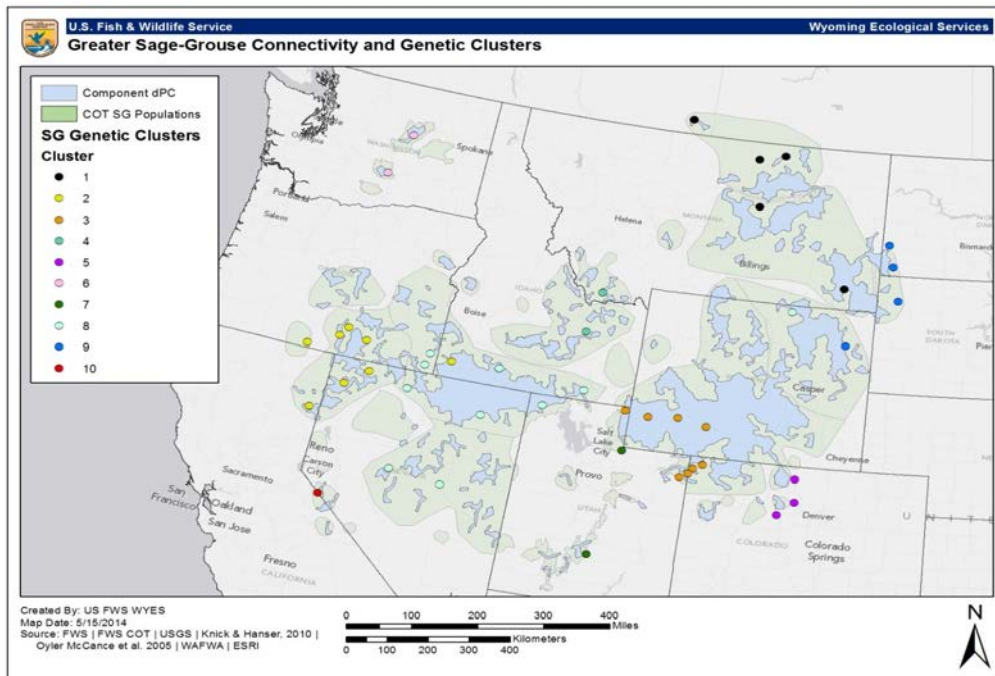 U.S. Fish & Wildlife Service
Wyoming Ecological Services
Greater Sage-Grouse Connectivity and Genetic Clusters
Component dPC
COT SG Populations
SG Genetic Clusters
Cluster
1
2
3
4
5
6
7
8
9
10
Seattle
Olympia
WASHINGTON
Spokane
Portland
Salem
Helena
MONTANA
Billings
Bismarck
IDAHO
Boise
SOUTH
DAKOTA
Casper
Cheyenne
Salt
Lake
City
Provo
UTAH
Reno
Carson
City
Sacramento
San
Francisco
Oakland
San Jose
Fresno
CALIFORNIA
Denver
COLORADO
Colorado
Springs
U N I T E
Created By: US FWS WYES
Map Date: 5/15/2014
Source: FWS | FWS COT | USGS | Knick & Hanser, 2010 |
Oyler McCance et al. 2005 | WAFWA | ESRI
0 100 200 300 400
Miles
Kilometers
0 100 200 300 400
N